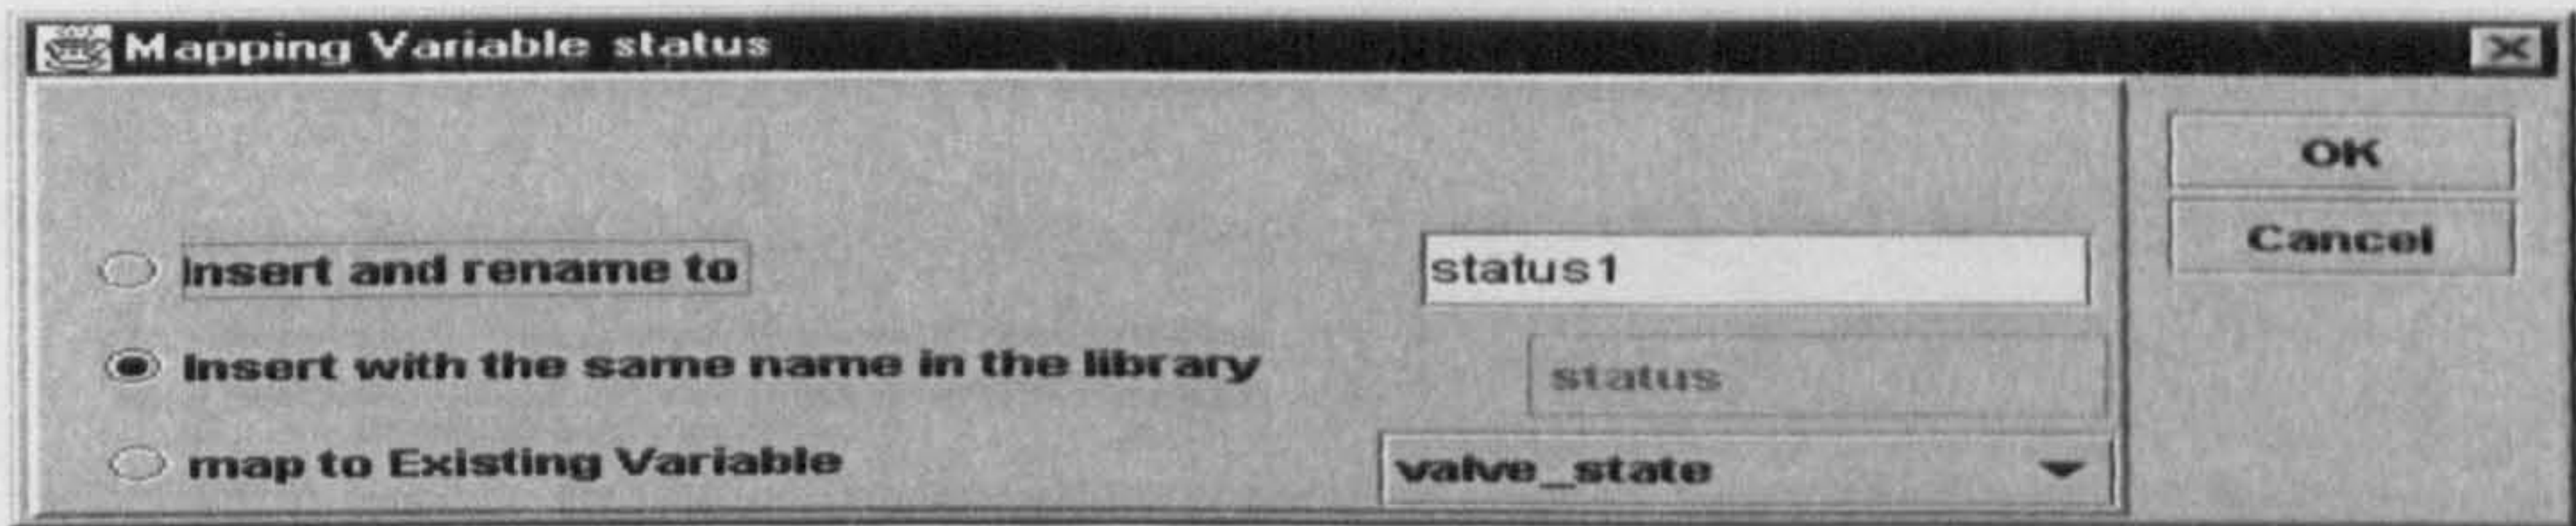 Mapping Variable status
OK
Cancel
Insert and rename to status1
Insert with the same name in the library status
map to Existing Variable valve_state